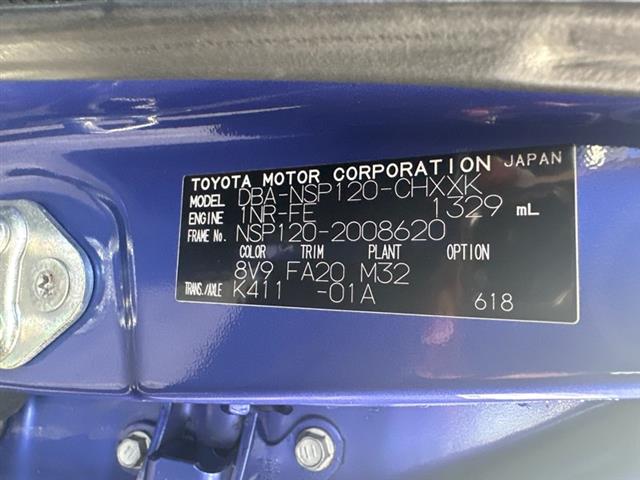 TOYOTA MOTOR CORPORATION JAPAN
MODEL DBA-NSP120-CHXXK
ENGINE 1NR-FE 1329 mL
FRAME No. NSP120-2008620
COLOR TRIM PLANT OPTION
8V9 FA20 M32
TRANS./AXLE K411 -01A
618